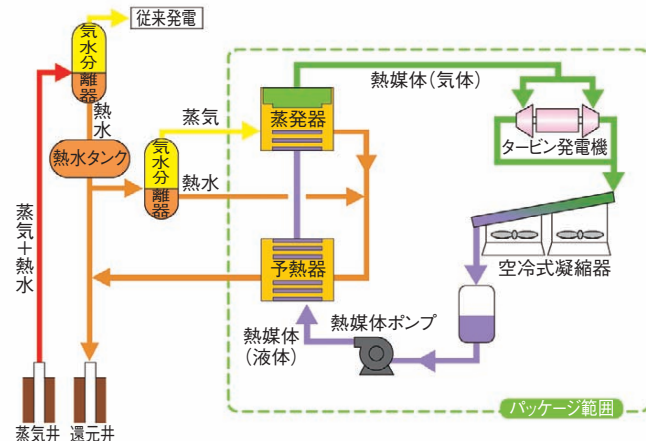 従来発電
気水分
離器
熱水
熱水タンク
蒸気
気水分
離器
熱水
蒸気＋熱水
蒸気井
還元井
熱媒体（気体）
蒸発器
タービン発電機
空冷式凝縮器
予熱器
熱媒体
（液体）
熱媒体ポンプ
パッケージ範囲